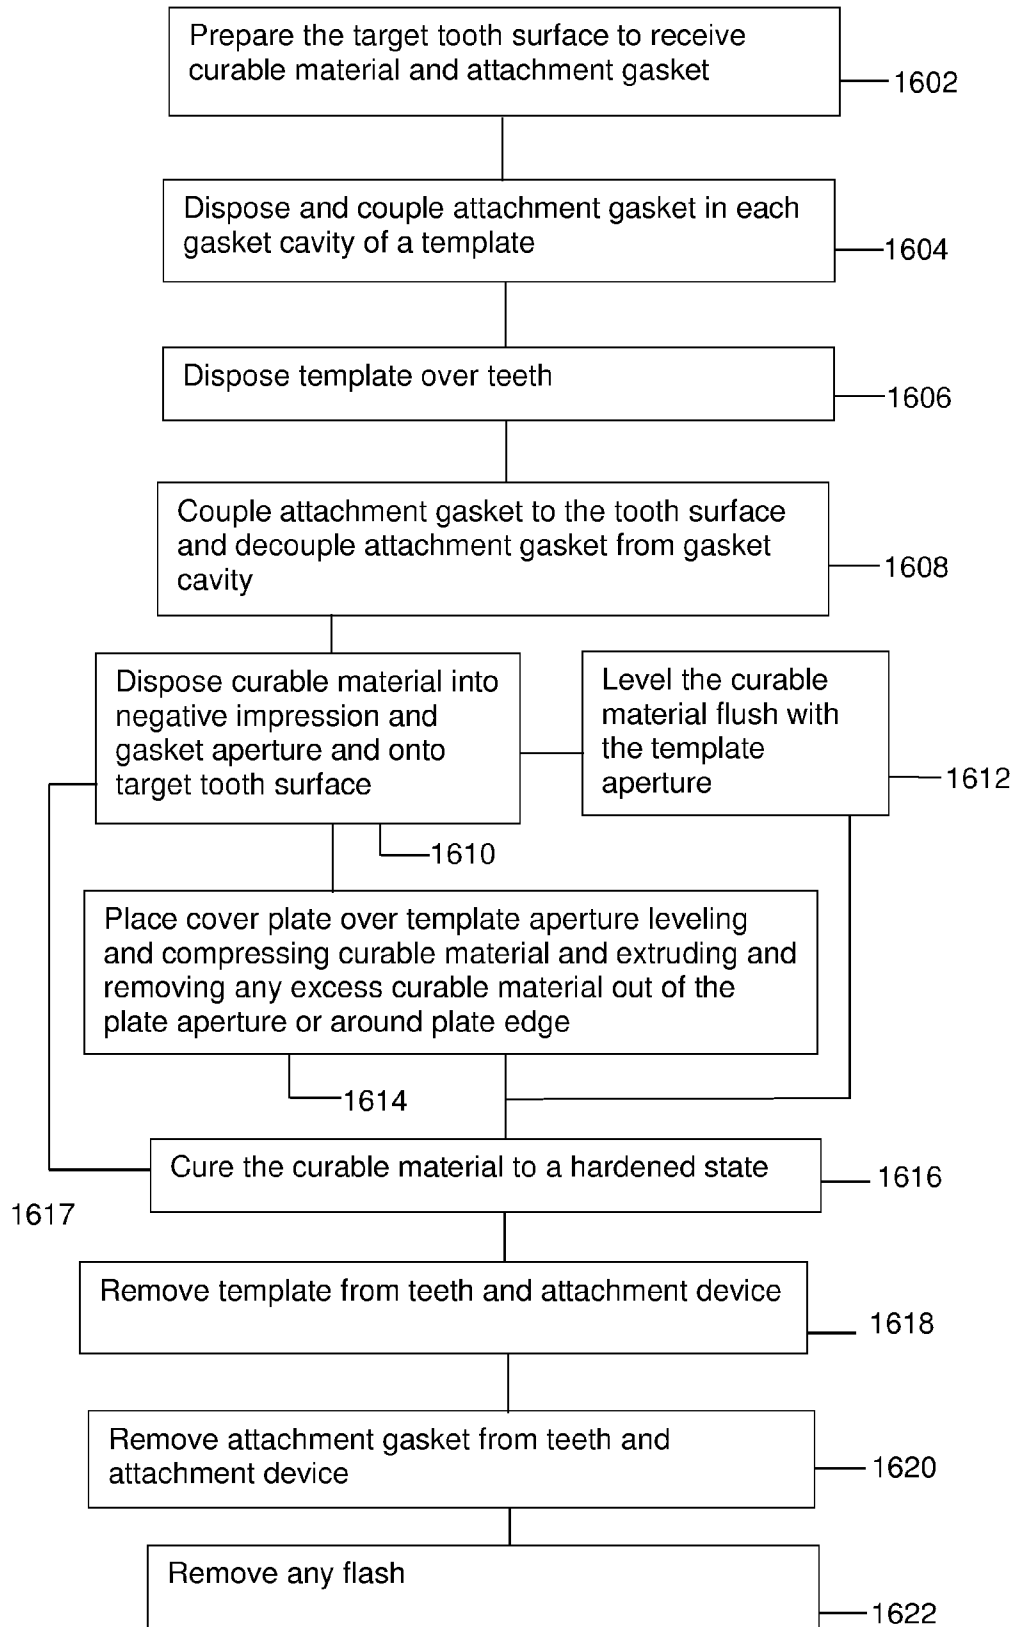 Prepare the target tooth surface to receive
curable material and attachment gasket
1602
Dispose and couple attachment gasket in each
gasket cavity of a template
1604
Dispose template over teeth
1606
Couple attachment gasket to the tooth surface
and decouple attachment gasket from gasket
cavity
1608
Dispose curable material into
negative impression and
gasket aperture and onto
target tooth surface
1610
Level the curable
material flush with
the template
aperture
1612
Place cover plate over template aperture leveling
and compressing curable material and extruding and
removing any excess curable material out of the
plate aperture or around plate edge
1614
Cure the curable material to a hardened state
1616
1617
Remove template from teeth and attachment device
1618
Remove attachment gasket from teeth and
attachment device
1620
Remove any flash
1622